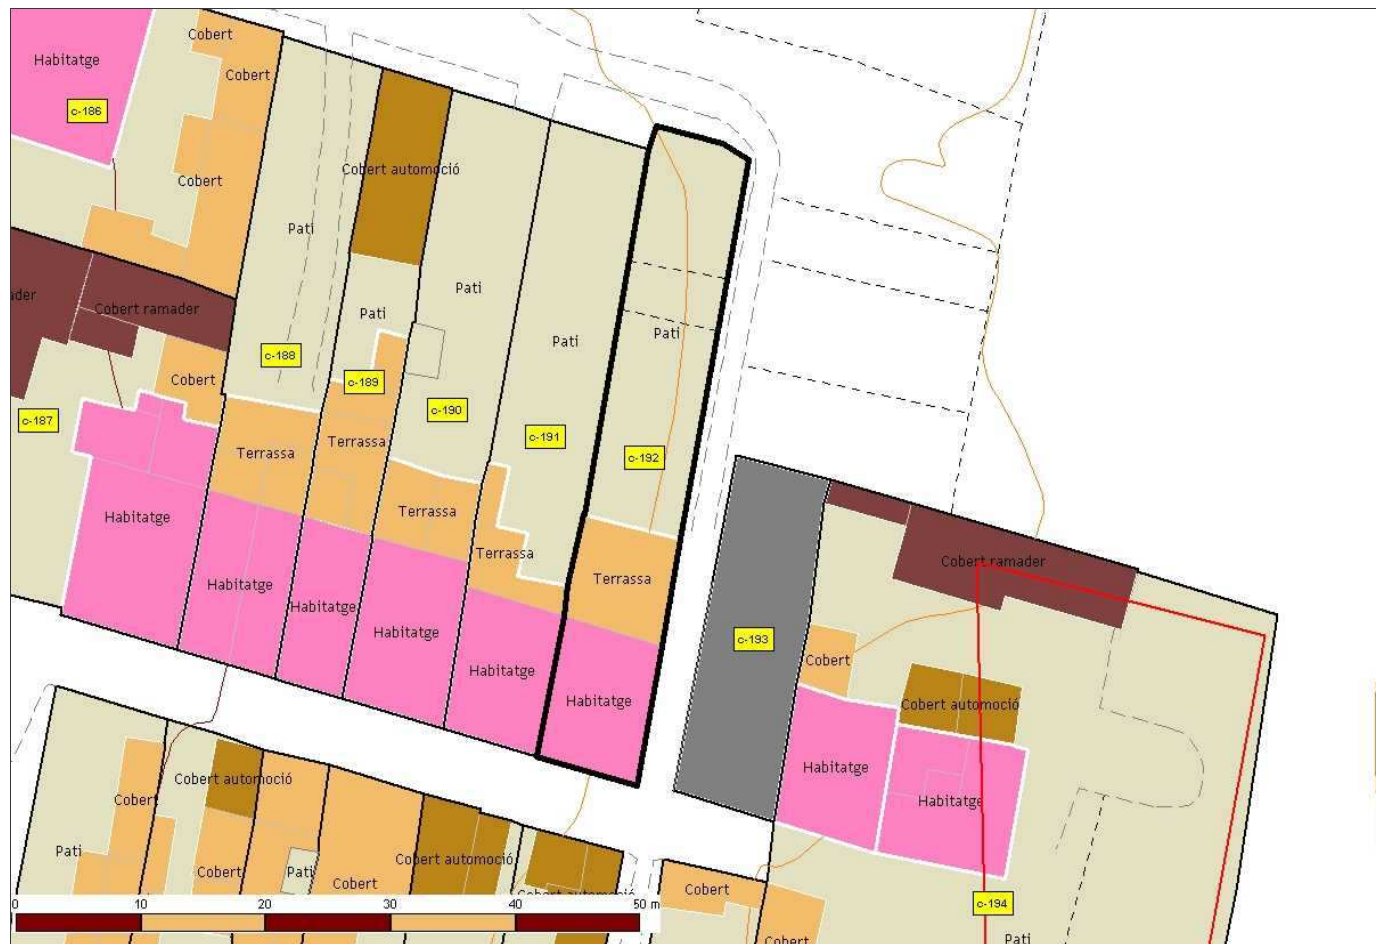 Cobert
Habitatge
Cobert
c-186
Cobert automoció
Cobert
Pati
Pati
ader
Cobert ramader
Pati
Pati
Pati
c-188
Cobert
c-189
c-190
c-187
c-191
Terrassa
Terrassa
c-192
Terrassa
Habitatge
Terrassa
Cobert ramader
Terrassa
Habitatge
Habitatge
Habitatge
c-193
Cobert
Habitatge
Habitatge
Cobert automoció
Habitatge
Cobert automoció
Cobert
Habitatge
Pati
Cobert automoció
Cobert
Pati
Cobert
Cobert automoció
Cobert
c-194
0 10 20 30 40 50 m
Cobert
Pati